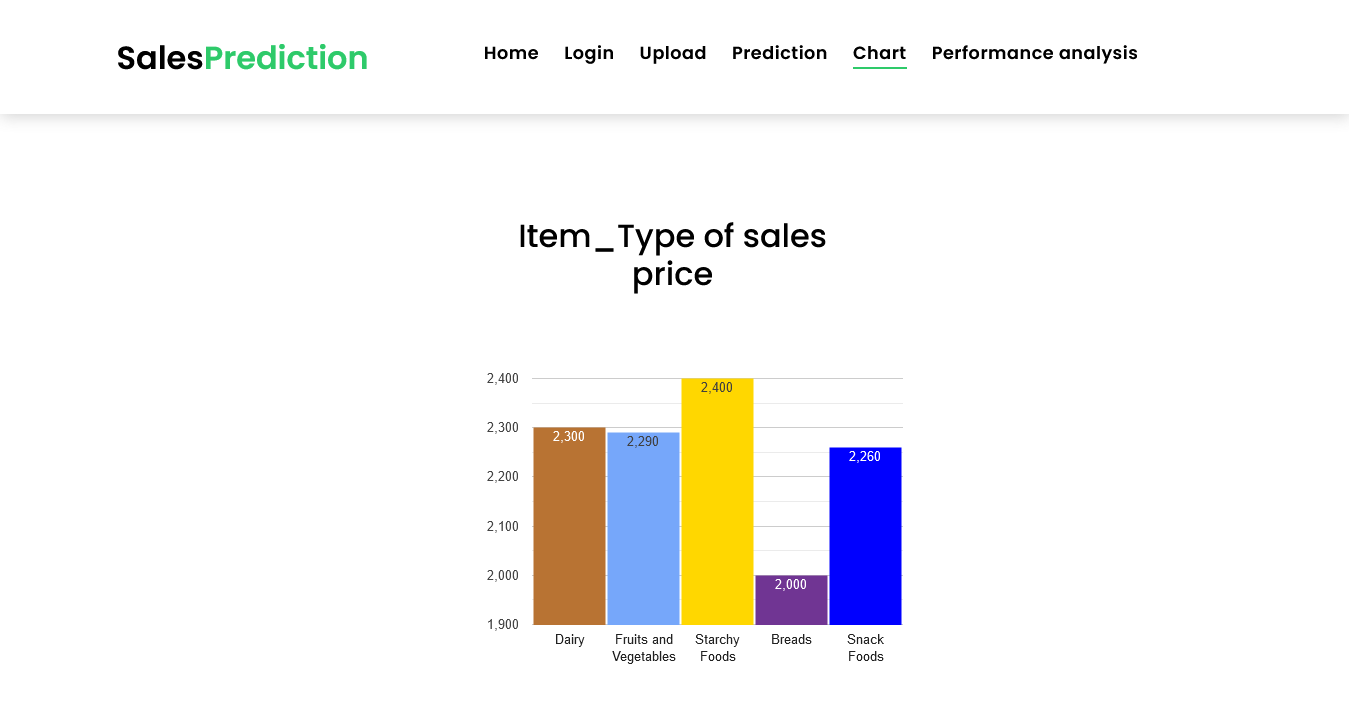 SalesPrediction
Home Login Upload Prediction Chart Performance analysis
Item_Type of sales
price
2,400
2,300
2,200
2,100
2,000
1,900
2,300
2,290
2,400
2,000
2,260
Dairy
Fruits and
Vegetables
Starchy
Foods
Breads
Snack
Foods